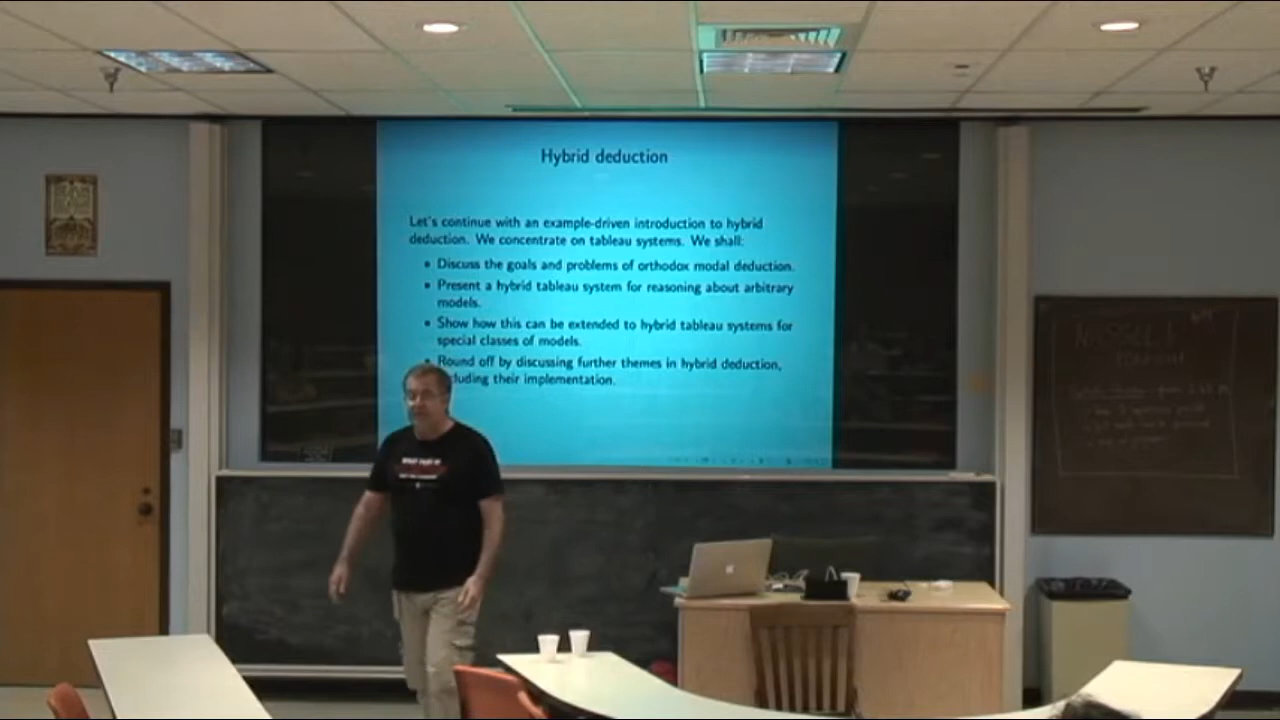 Hybrid deduction
Let's continue with an example-driven introduction to hybrid
deduction. We concentrate on tableau systems. We shall:
• Discuss the goals and problems of orthodox modal deduction.
• Present a hybrid tableau system for reasoning about arbitrary
models.
• Show how this can be extended to hybrid tableau systems for
special classes of models.
• Round off by discussing further themes in hybrid deduction,
their implementation.